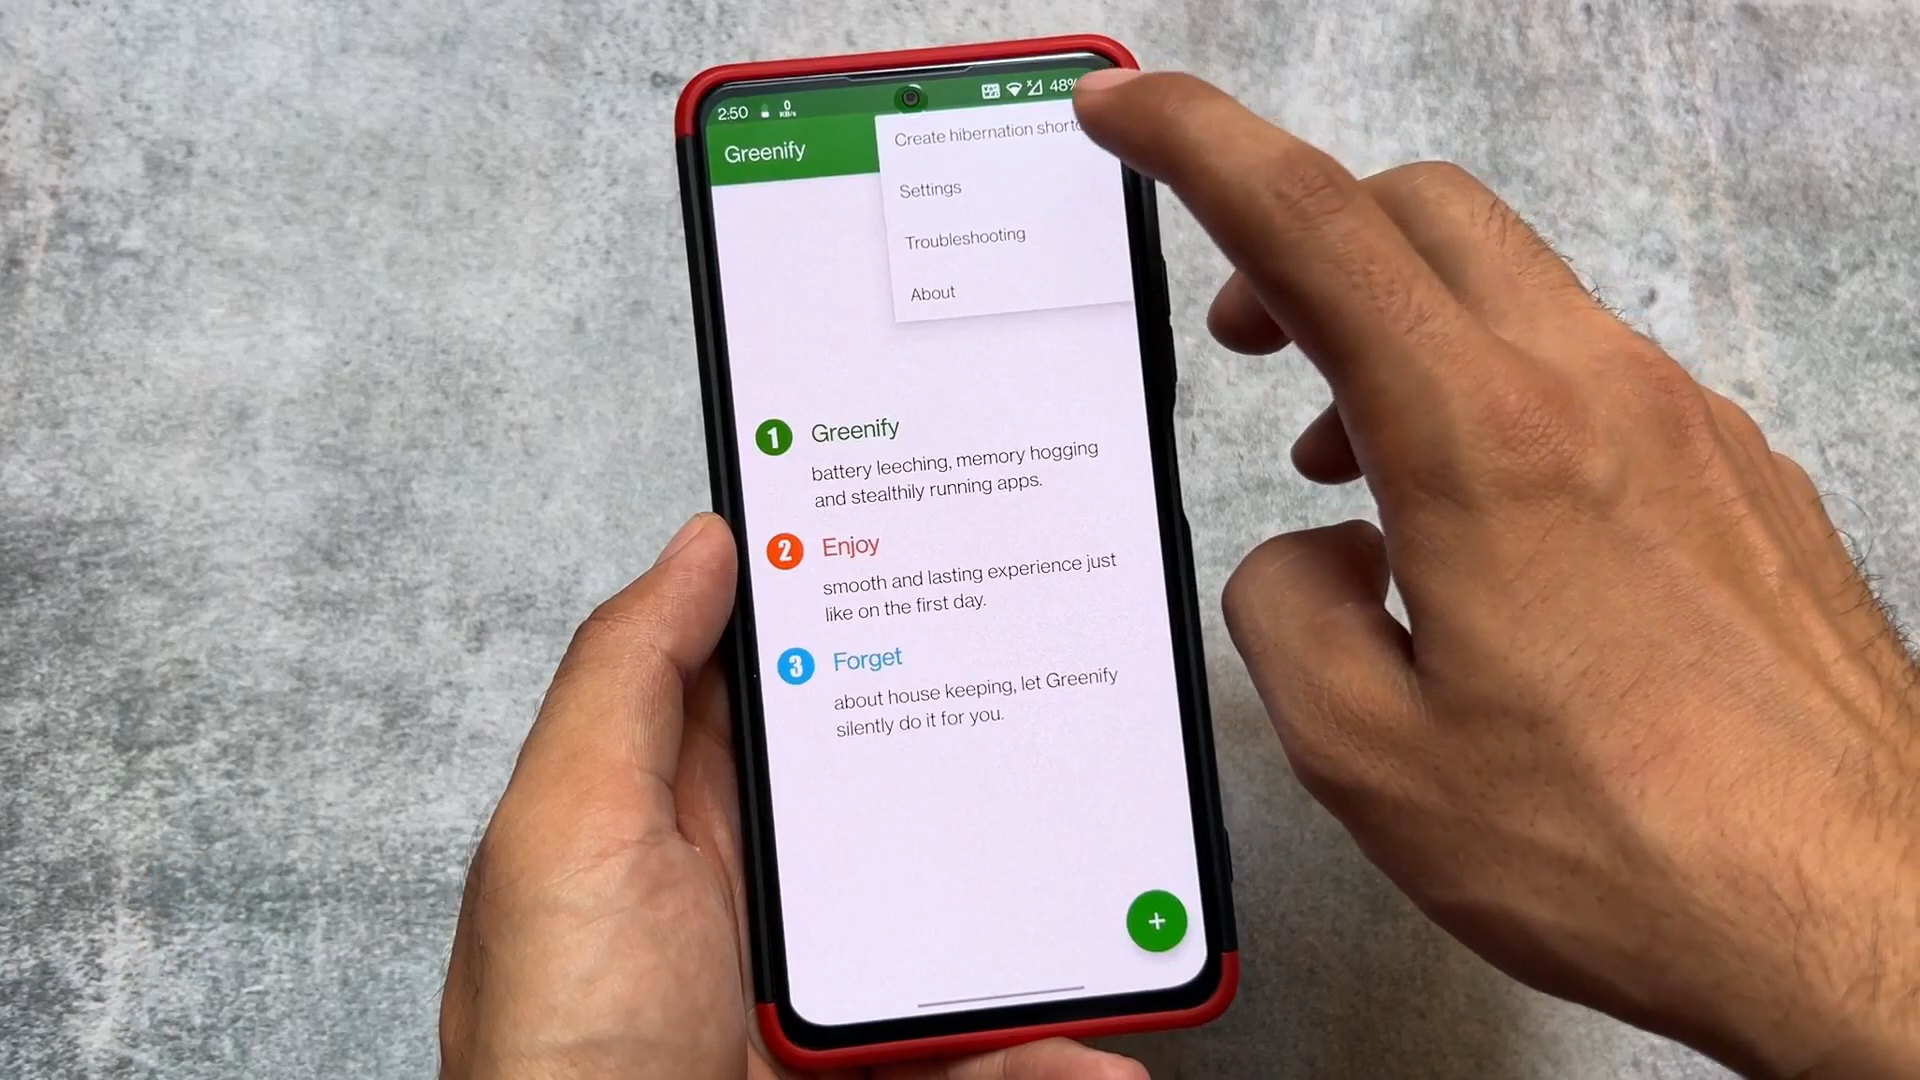 2:50 0 KB/s 48%
Greenify
Create hibernation
Settings
Troubleshooting
About
1 Greenify
battery leeching, memory hogging
and stealthily running apps.
2 Enjoy
smooth and lasting experience just
like on the first day.
3 Forget
about house keeping, let Greenify
silently do it for you.
+